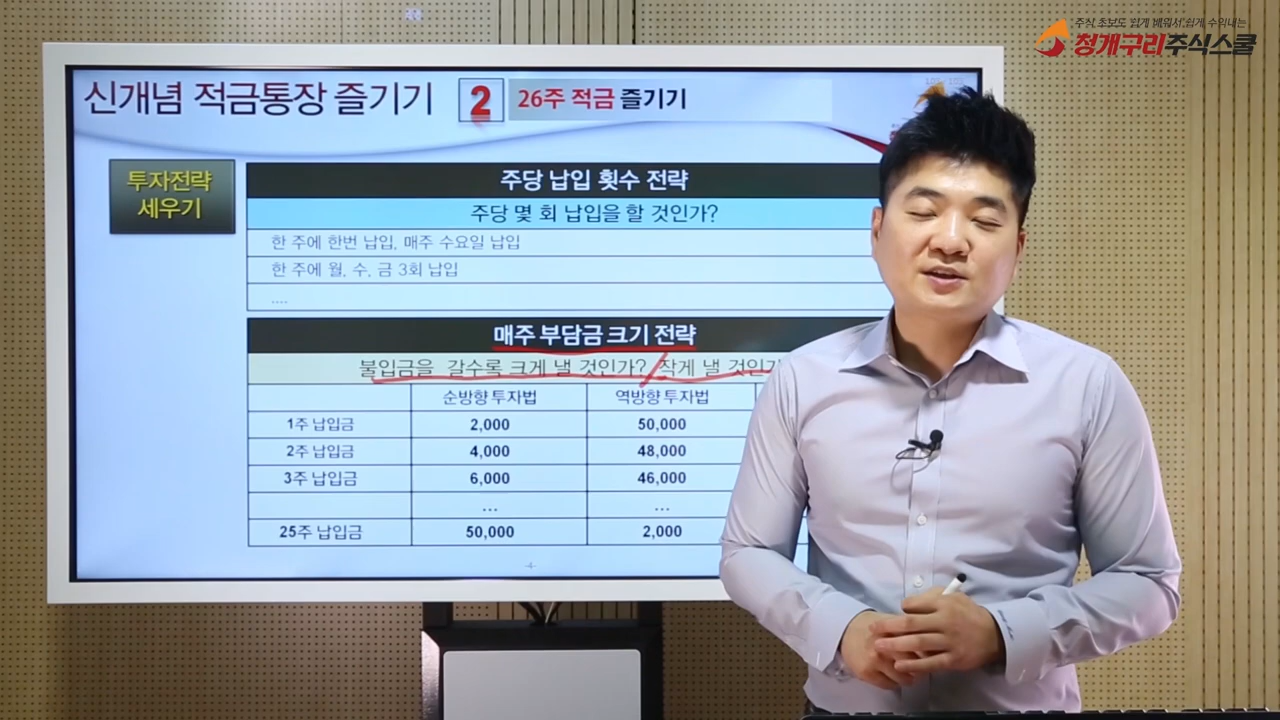 주식 초보도 쉽게 배워서 쉽게 수익내는
청개구리주식스쿨
신개념 적금통장 즐기기 2 26주 적금 즐기기
투자전략
세우기
주당 납입 횟수 전략
주당 몇 회 납입을 할 것인가?
한 주에 한번 납입, 매주 수요일 납입
한 주에 월, 수, 금 3회 납입
....
매주 부담금 크기 전략
불입금을 갈수록 크게 낼 것인가? 작게 낼 것인가
순방향 투자법 역방향 투자법
1주 납입금 2,000 50,000
2주 납입금 4,000 48,000
3주 납입금 6,000 46,000
... ...
25주 납입금 50,000 2,000